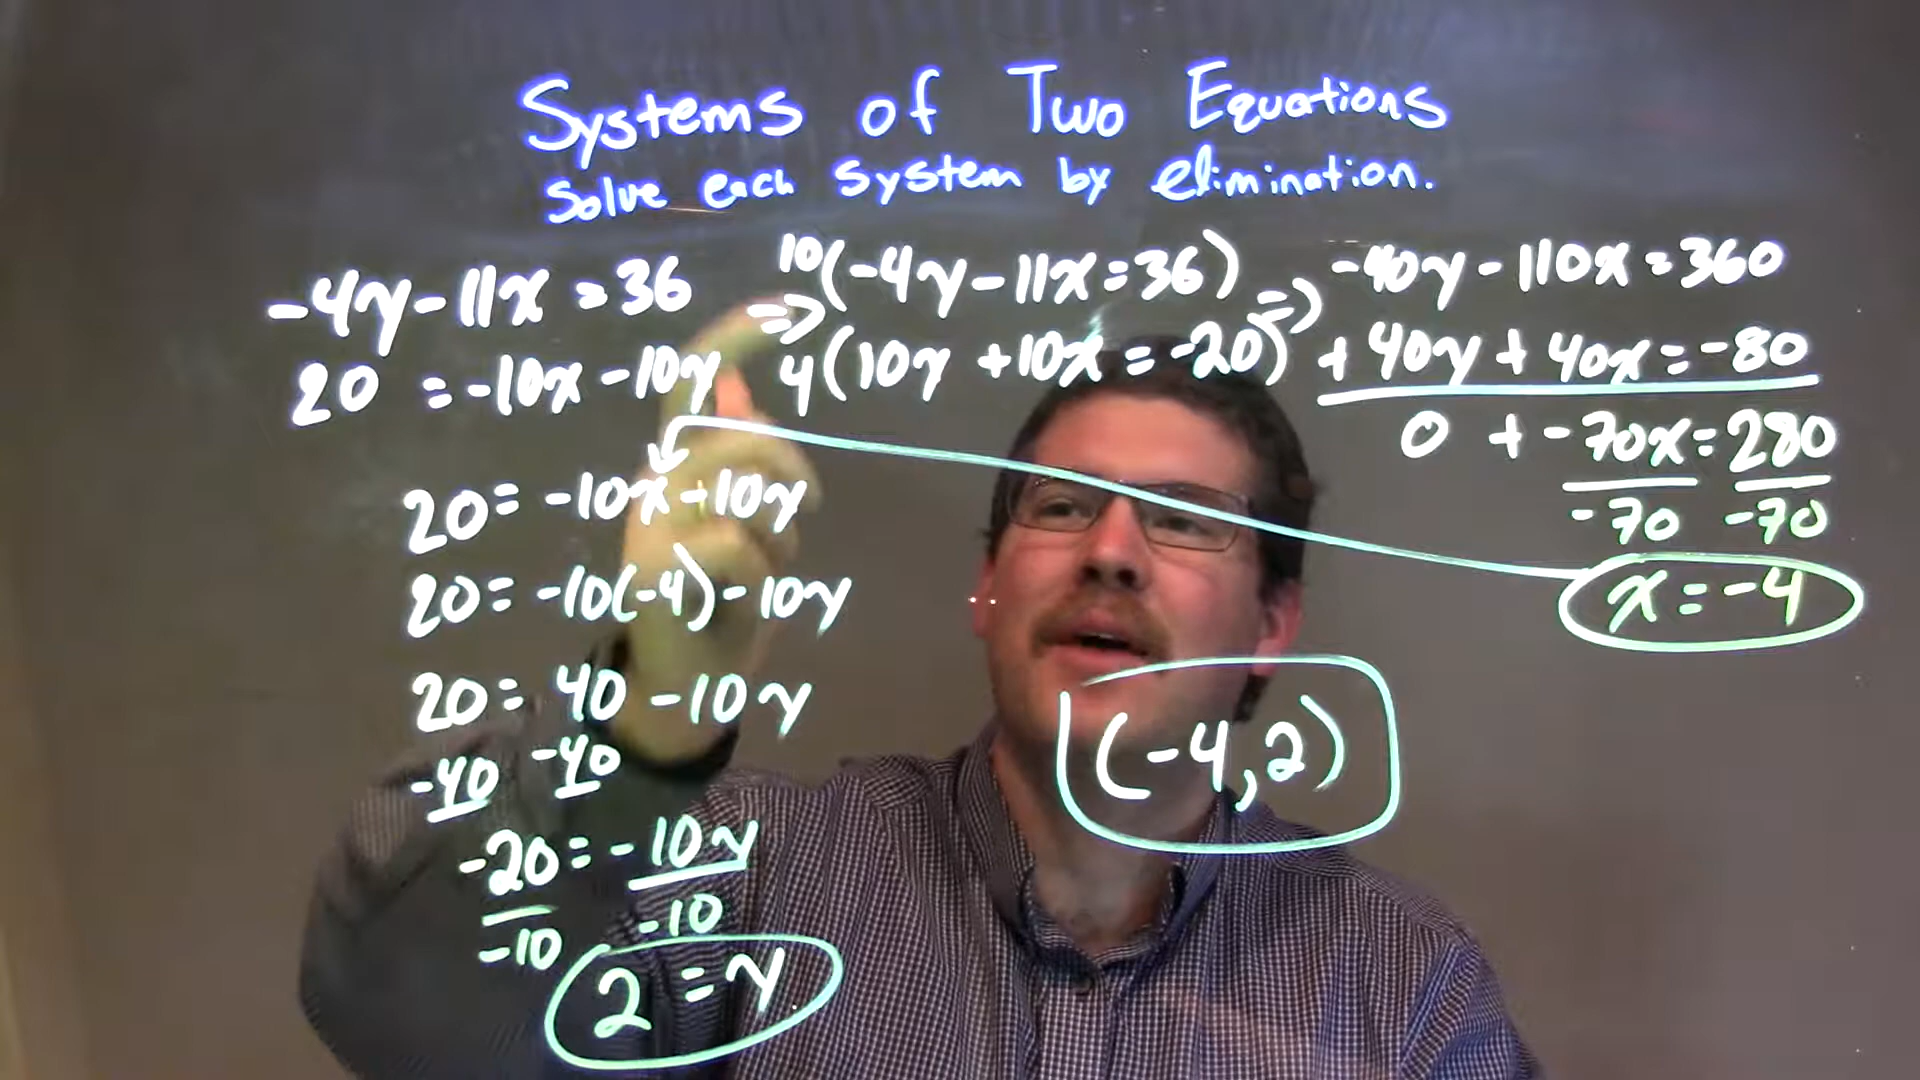 Systems of Two Equations
Solve each system by elimination.
-4y - 11x = 36
20 = -10x - 10y
=>
10(-4y - 11x = 36)
4(10y + 10x = -20)
=>
-40y - 110x = 360
+ 40y + 40x = -80
0 + -70x = 280
-70 -70
x = -4
20 = -10x - 10y
20 = -10(-4) - 10y
20 = 40 - 10y
-40 -40
-20 = -10y
-10 -10
2 = y
(-4, 2)